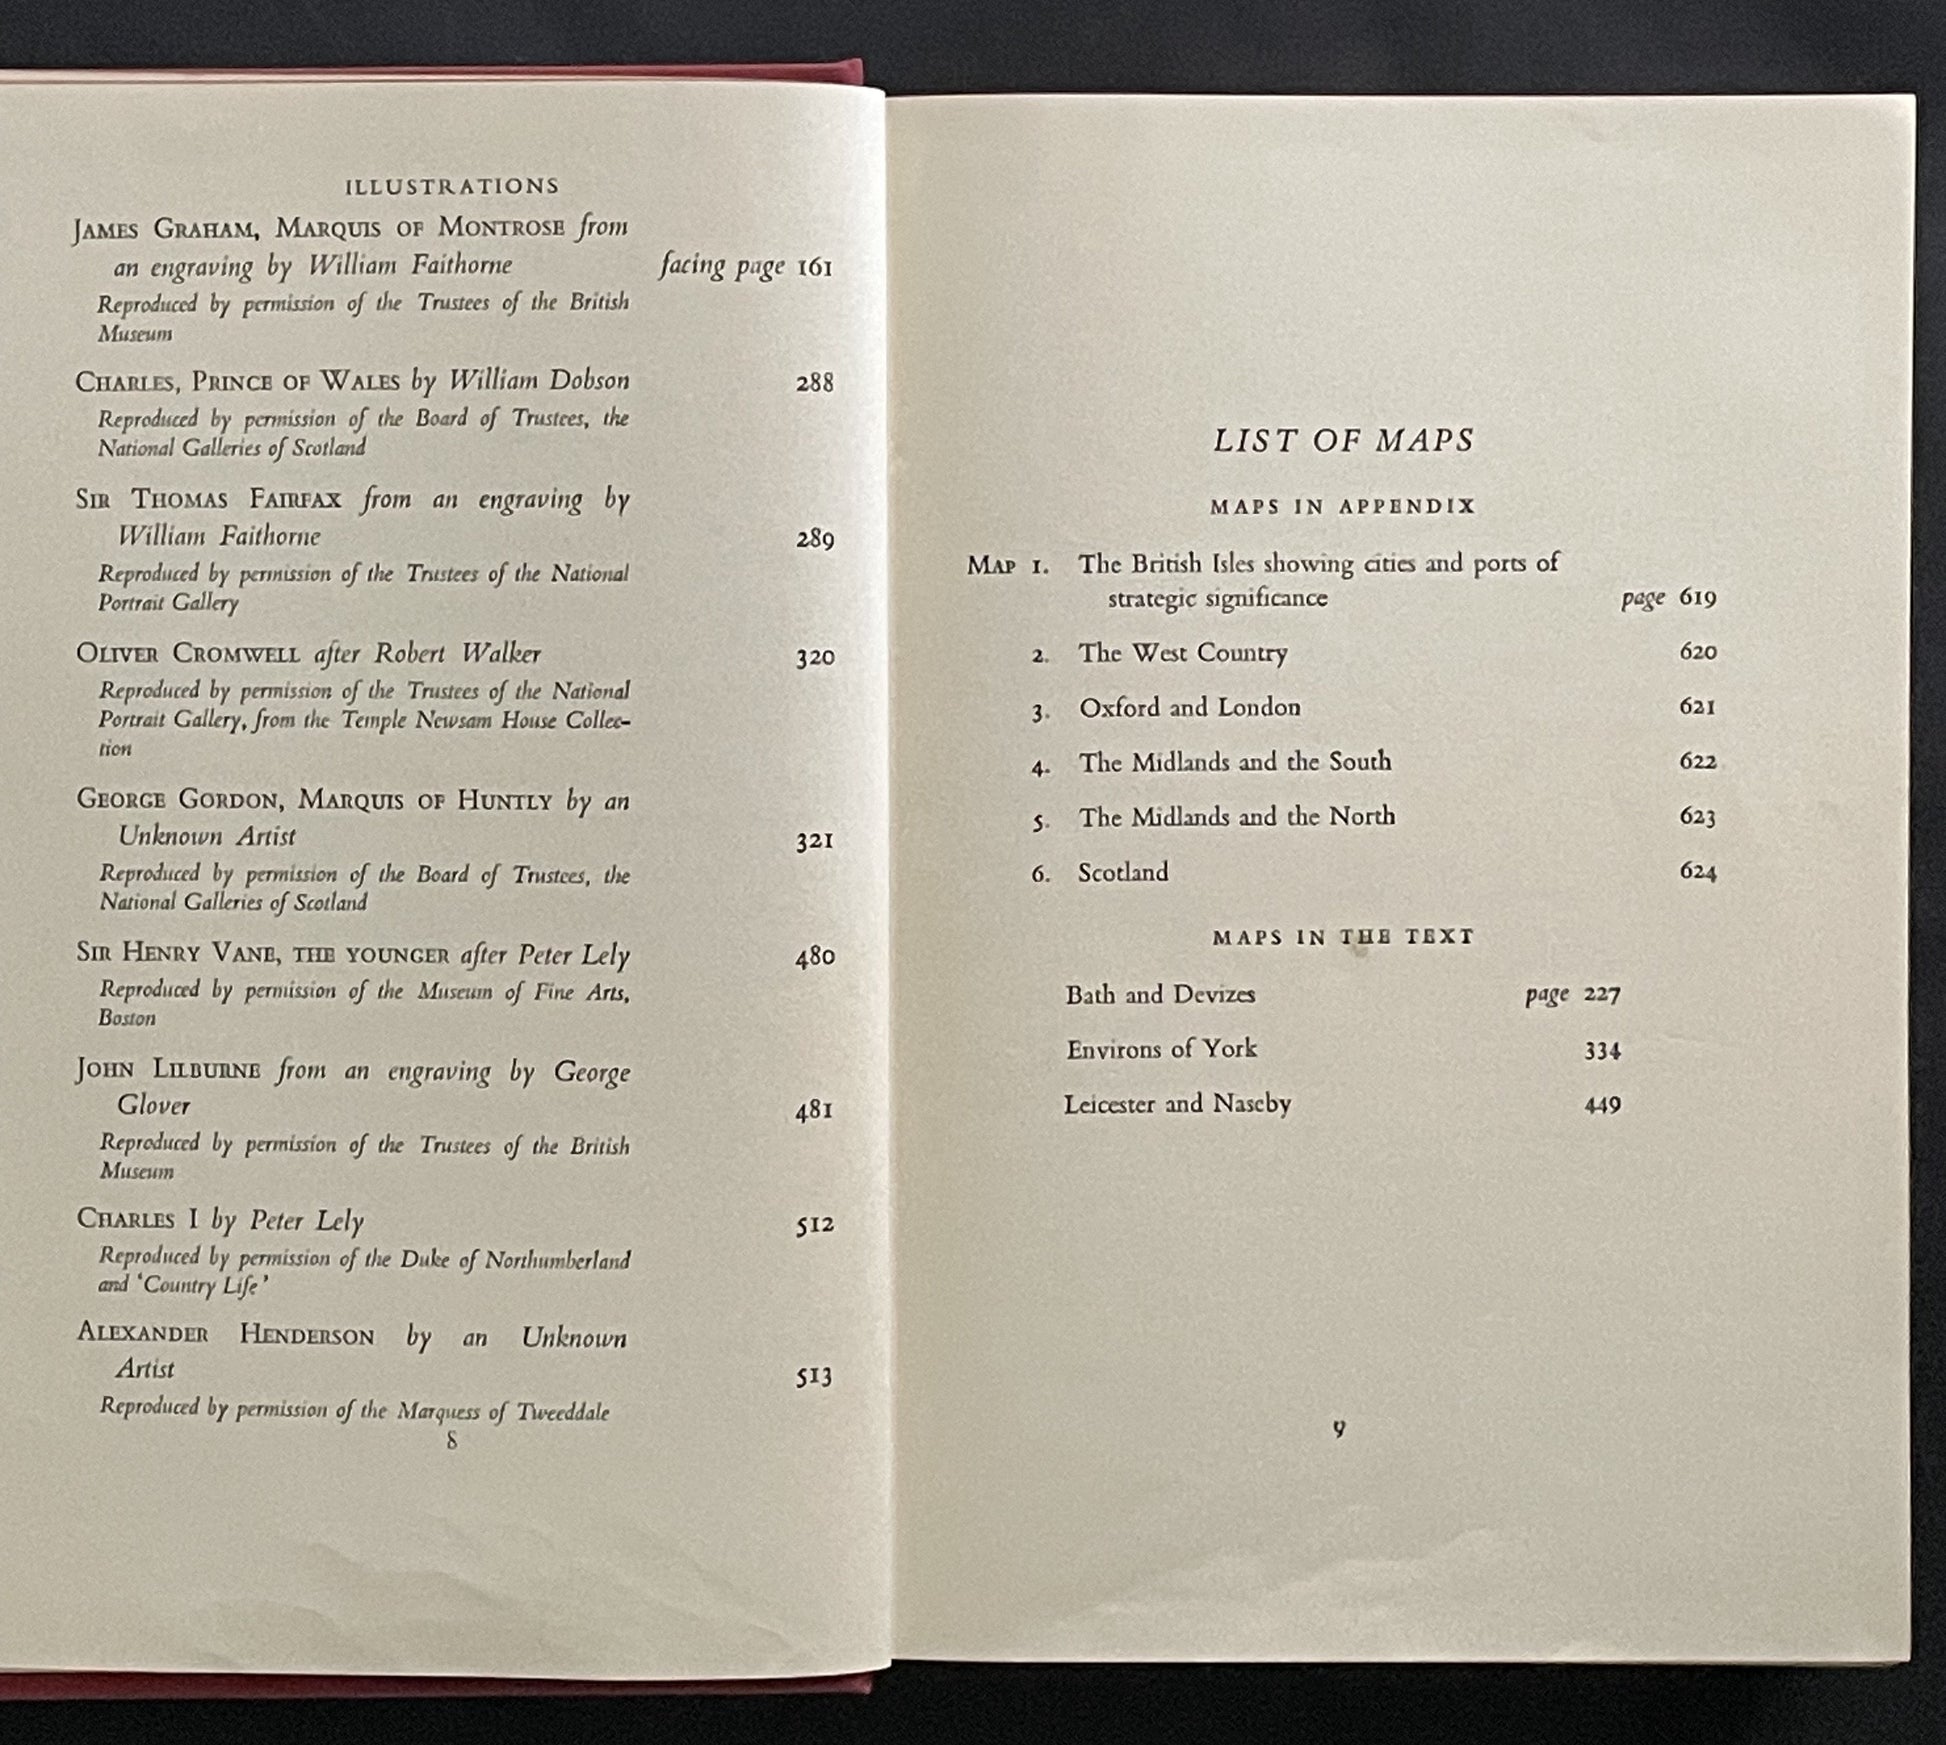 ILLUSTRATIONS
JAMES GRAHAM, MARQUIS OF MONTROSE from
an engraving by William Faithorne facing page 161
Reproduced by permission of the Trustees of the British
Museum
CHARLES, PRINCE OF WALES by William Dobson 288
Reproduced by permission of the Board of Trustees, the
National Galleries of Scotland
SIR THOMAS FAIRFAX from an engraving by
William Faithorne 289
Reproduced by permission of the Trustees of the National
Portrait Gallery
OLIVER CROMWELL after Robert Walker 320
Reproduced by permission of the Trustees of the National
Portrait Gallery, from the Temple Newsam House Collec-
tion
GEORGE GORDON, MARQUIS OF HUNTLY by an
Unknown Artist 321
Reproduced by permission of the Board of Trustees, the
National Galleries of Scotland
SIR HENRY VANE, THE YOUNGER after Peter Lely 480
Reproduced by permission of the Museum of Fine Arts,
Boston
JOHN LILBURNE from an engraving by George
Glover 481
Reproduced by permission of the Trustees of the British
Museum
CHARLES I by Peter Lely 512
Reproduced by permission of the Duke of Northumberland
and 'Country Life'
ALEXANDER HENDERSON by an Unknown
Artist 513
Reproduced by permission of the Marquess of Tweeddale
8
LIST OF MAPS
MAPS IN APPENDIX
MAP 1. The British Isles showing cities and ports of
strategic significance page 619
2. The West Country 620
3. Oxford and London 621
4. The Midlands and the South 622
5. The Midlands and the North 623
6. Scotland 624
MAPS IN THE TEXT
Bath and Devizes page 227
Environs of York 334
Leicester and Naseby 449
9